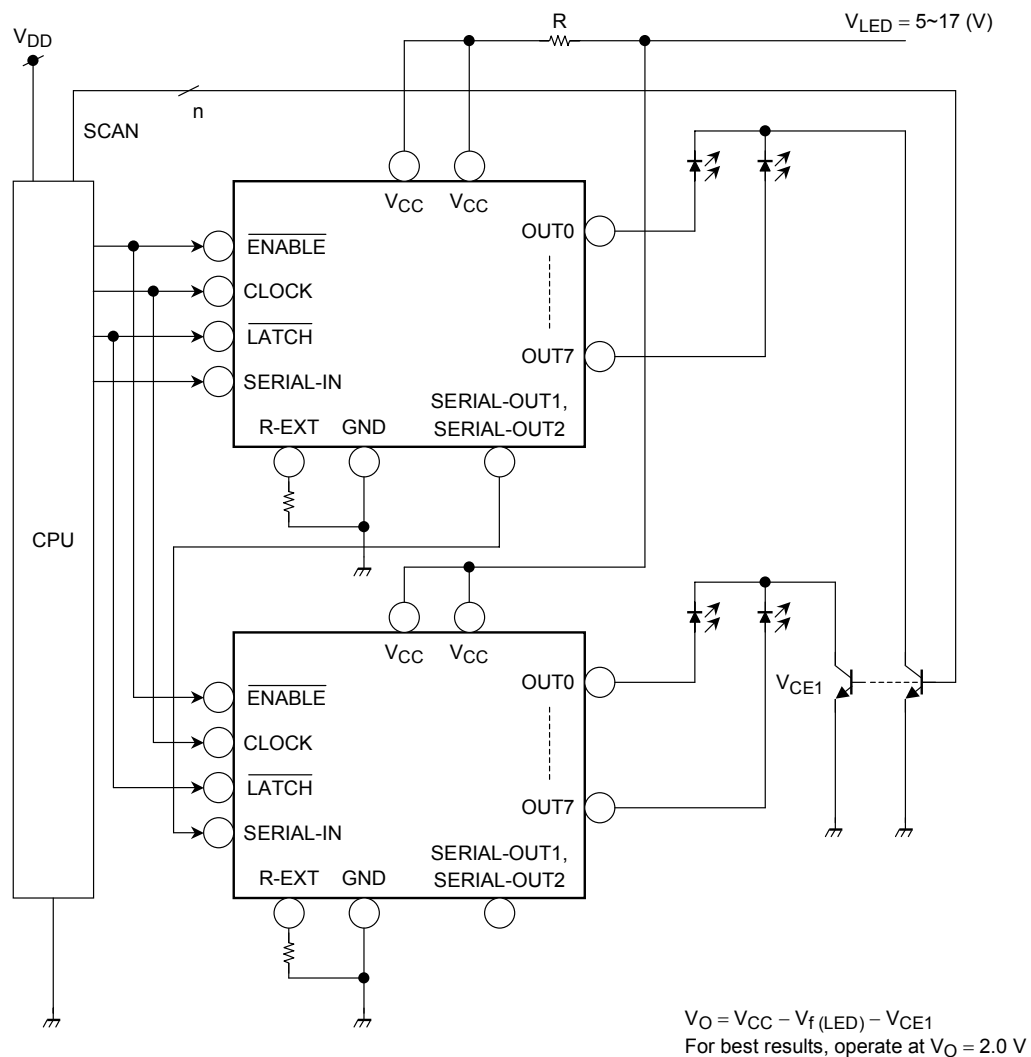 R
V_LED = 5~17 (V)
V_DD
n
SCAN
V_CC V_CC
OUT0
ENABLE
CLOCK
LATCH
OUT7
SERIAL-IN
SERIAL-OUT1,
R-EXT GND SERIAL-OUT2
CPU
V_CC V_CC
OUT0
V_CE1
ENABLE
CLOCK
LATCH
OUT7
SERIAL-IN
SERIAL-OUT1,
R-EXT GND SERIAL-OUT2
V_O = V_CC − V_f (LED) − V_CE1
For best results, operate at V_O = 2.0 V